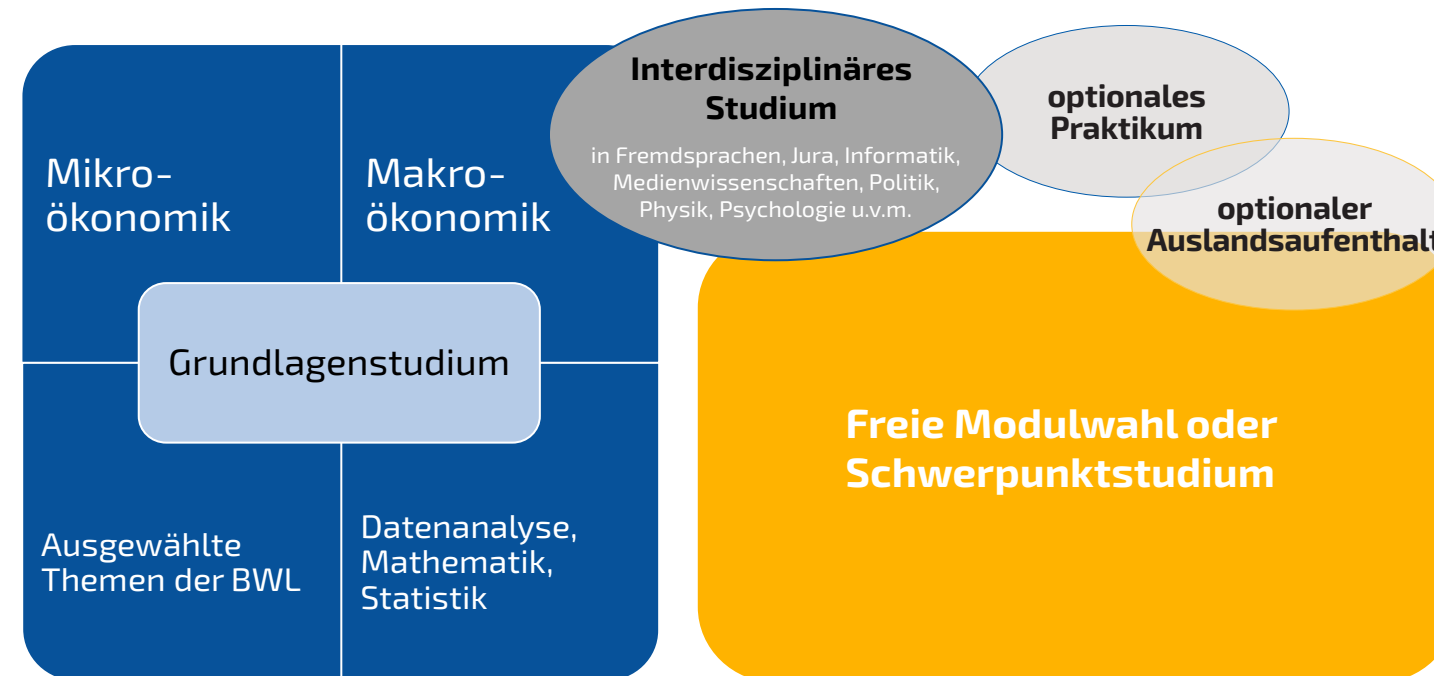 Mikro-
ökonomik
Makro-
ökonomik
Grundlagenstudium
Ausgewählte
Themen der BWL
Datenanalyse,
Mathematik,
Statistik
Interdisziplinäres
Studium
in Fremdsprachen, Jura, Informatik,
Medienwissenschaften, Politik,
Physik, Psychologie u.v.m.
optionales
Praktikum
optionaler
Auslandsaufenthalt
Freie Modulwahl oder
Schwerpunktstudium